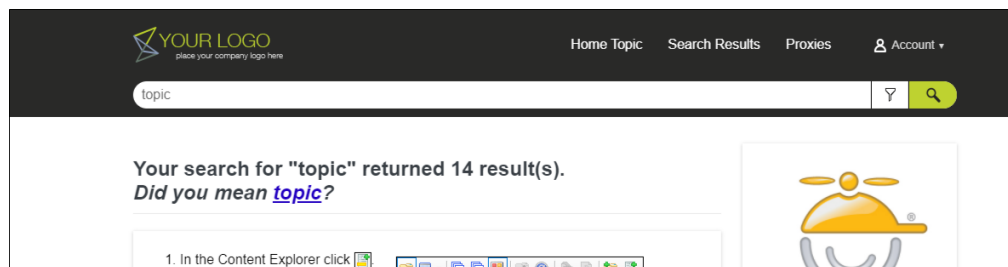 YOUR LOGO
place your company logo here
Home Topic Search Results Proxies Account
topic
Your search for "topic" returned 14 result(s).
Did you mean topic?
®
1. In the Content Explorer click